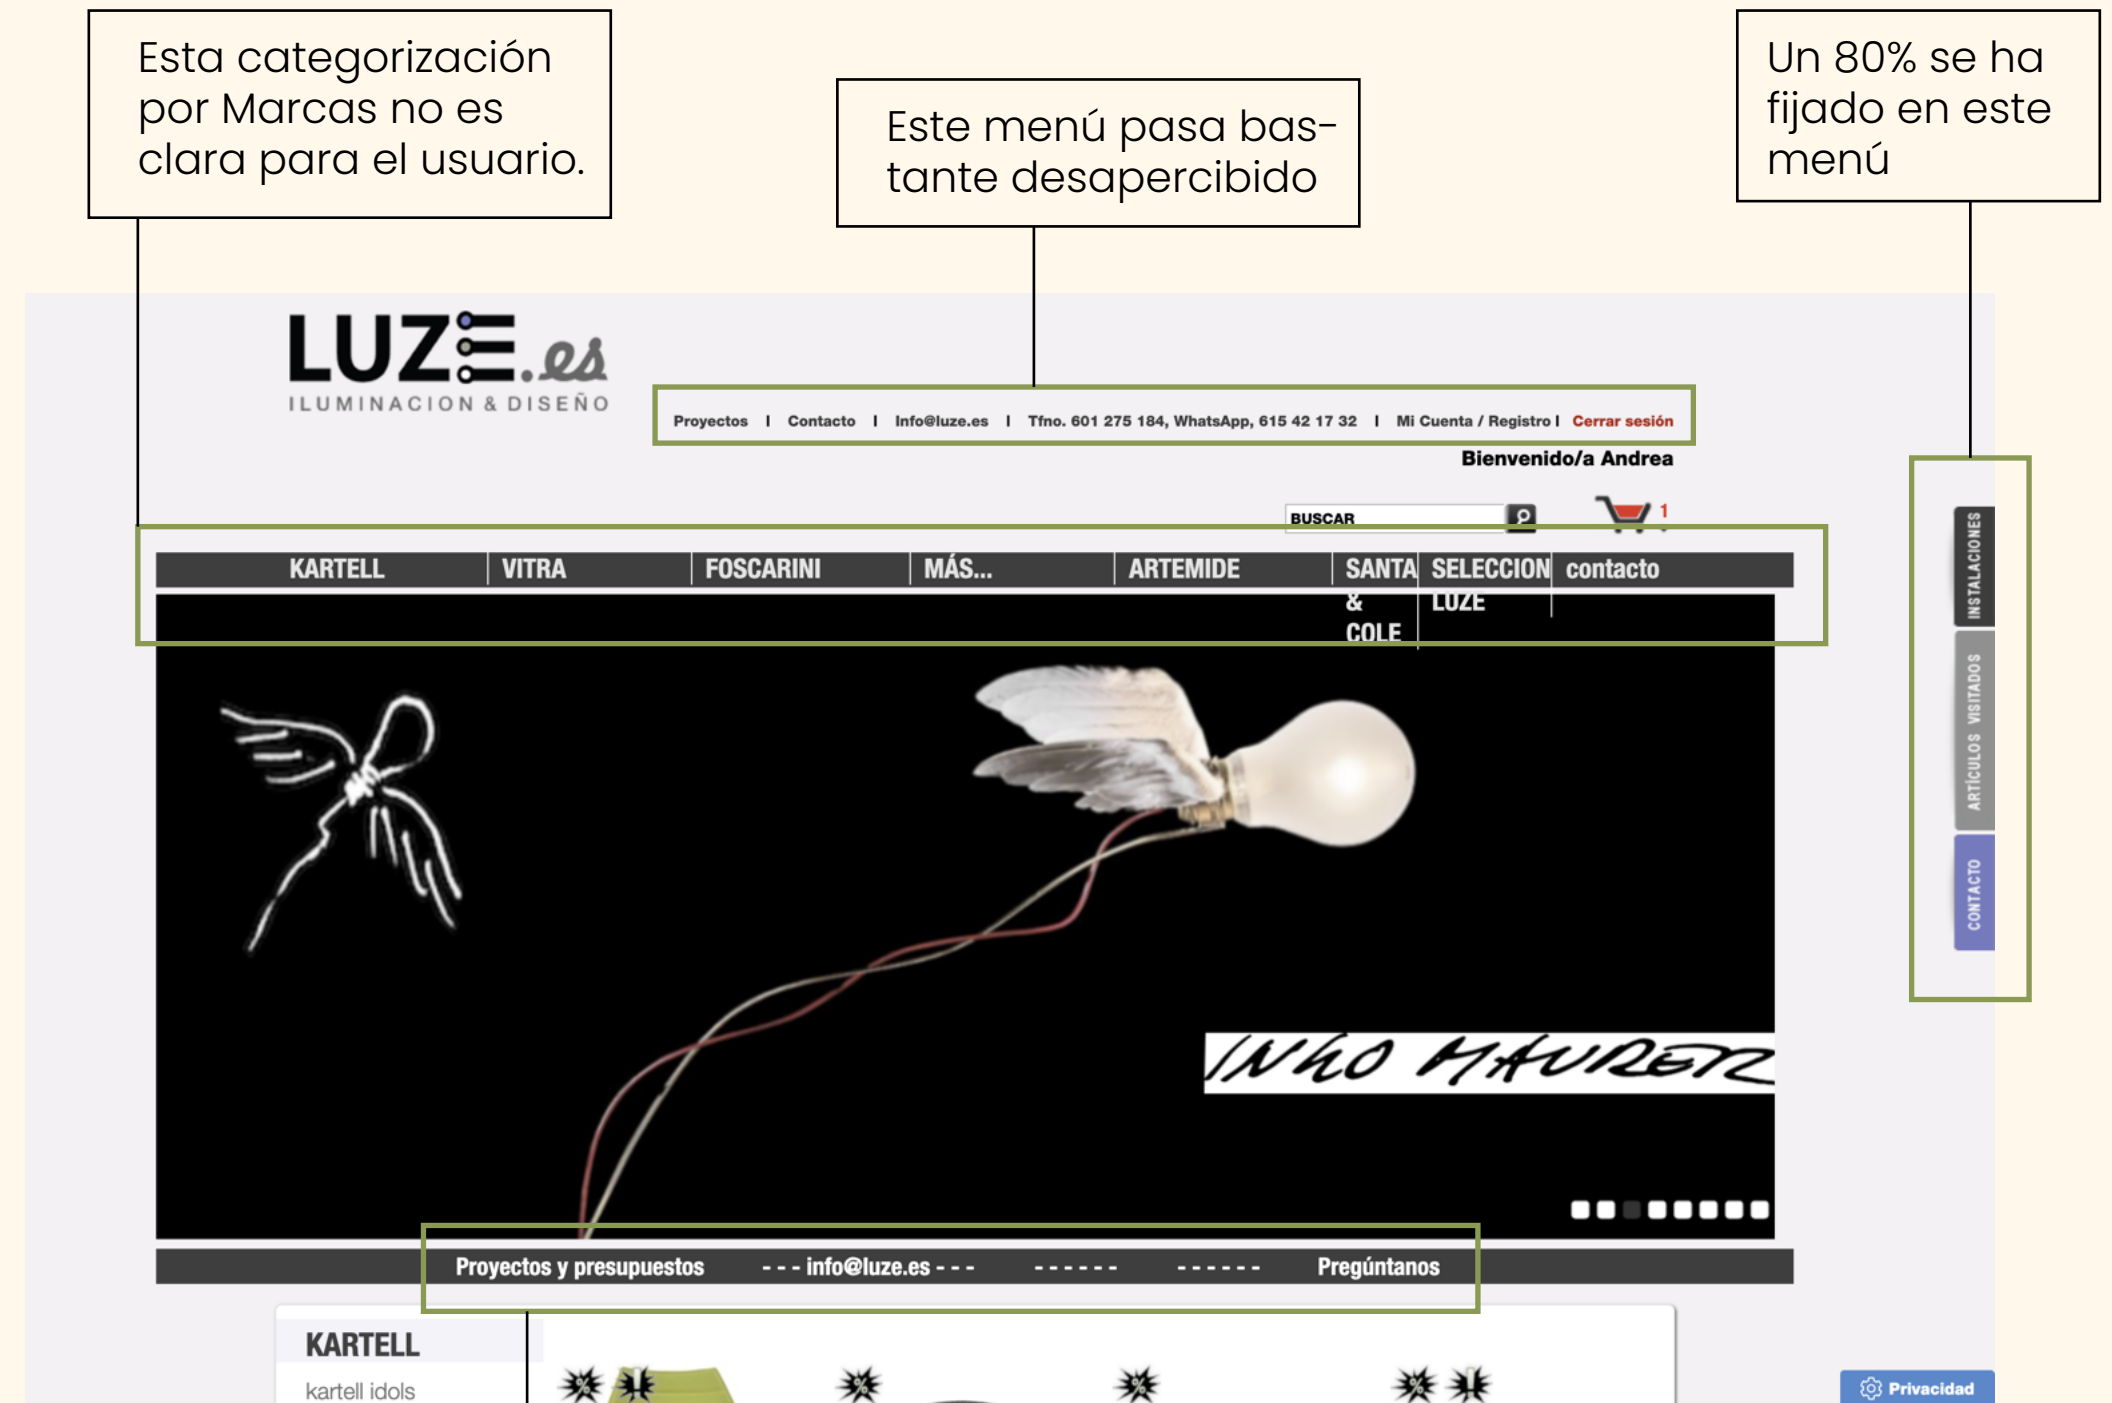 Esta categorización
por Marcas no es
clara para el usuario.
Este menú pasa bas-
tante desapercibido
Un 80% se ha
fijado en este
menú
LUZE.es
ILUMINACION & DISEÑO
Proyectos I Contacto I Info@luze.es I Tfno. 601 275 184, WhatsApp, 615 42 17 32 I Mi Cuenta / Registro I Cerrar sesión
Bienvenido/a Andrea
BUSCAR
1
KARTELL VITRA FOSCARINI MÁS... ARTEMIDE SANTA & COLE SELECCION LUZE contacto
INSTALACIONES
ARTÍCULOS VISITADOS
CONTACTO
INGO MAURER
Proyectos y presupuestos - - - info@luze.es - - - - - - - - - - - - - - - Pregúntanos
KARTELL
kartell idols
% !
%
%
% !
Privacidad